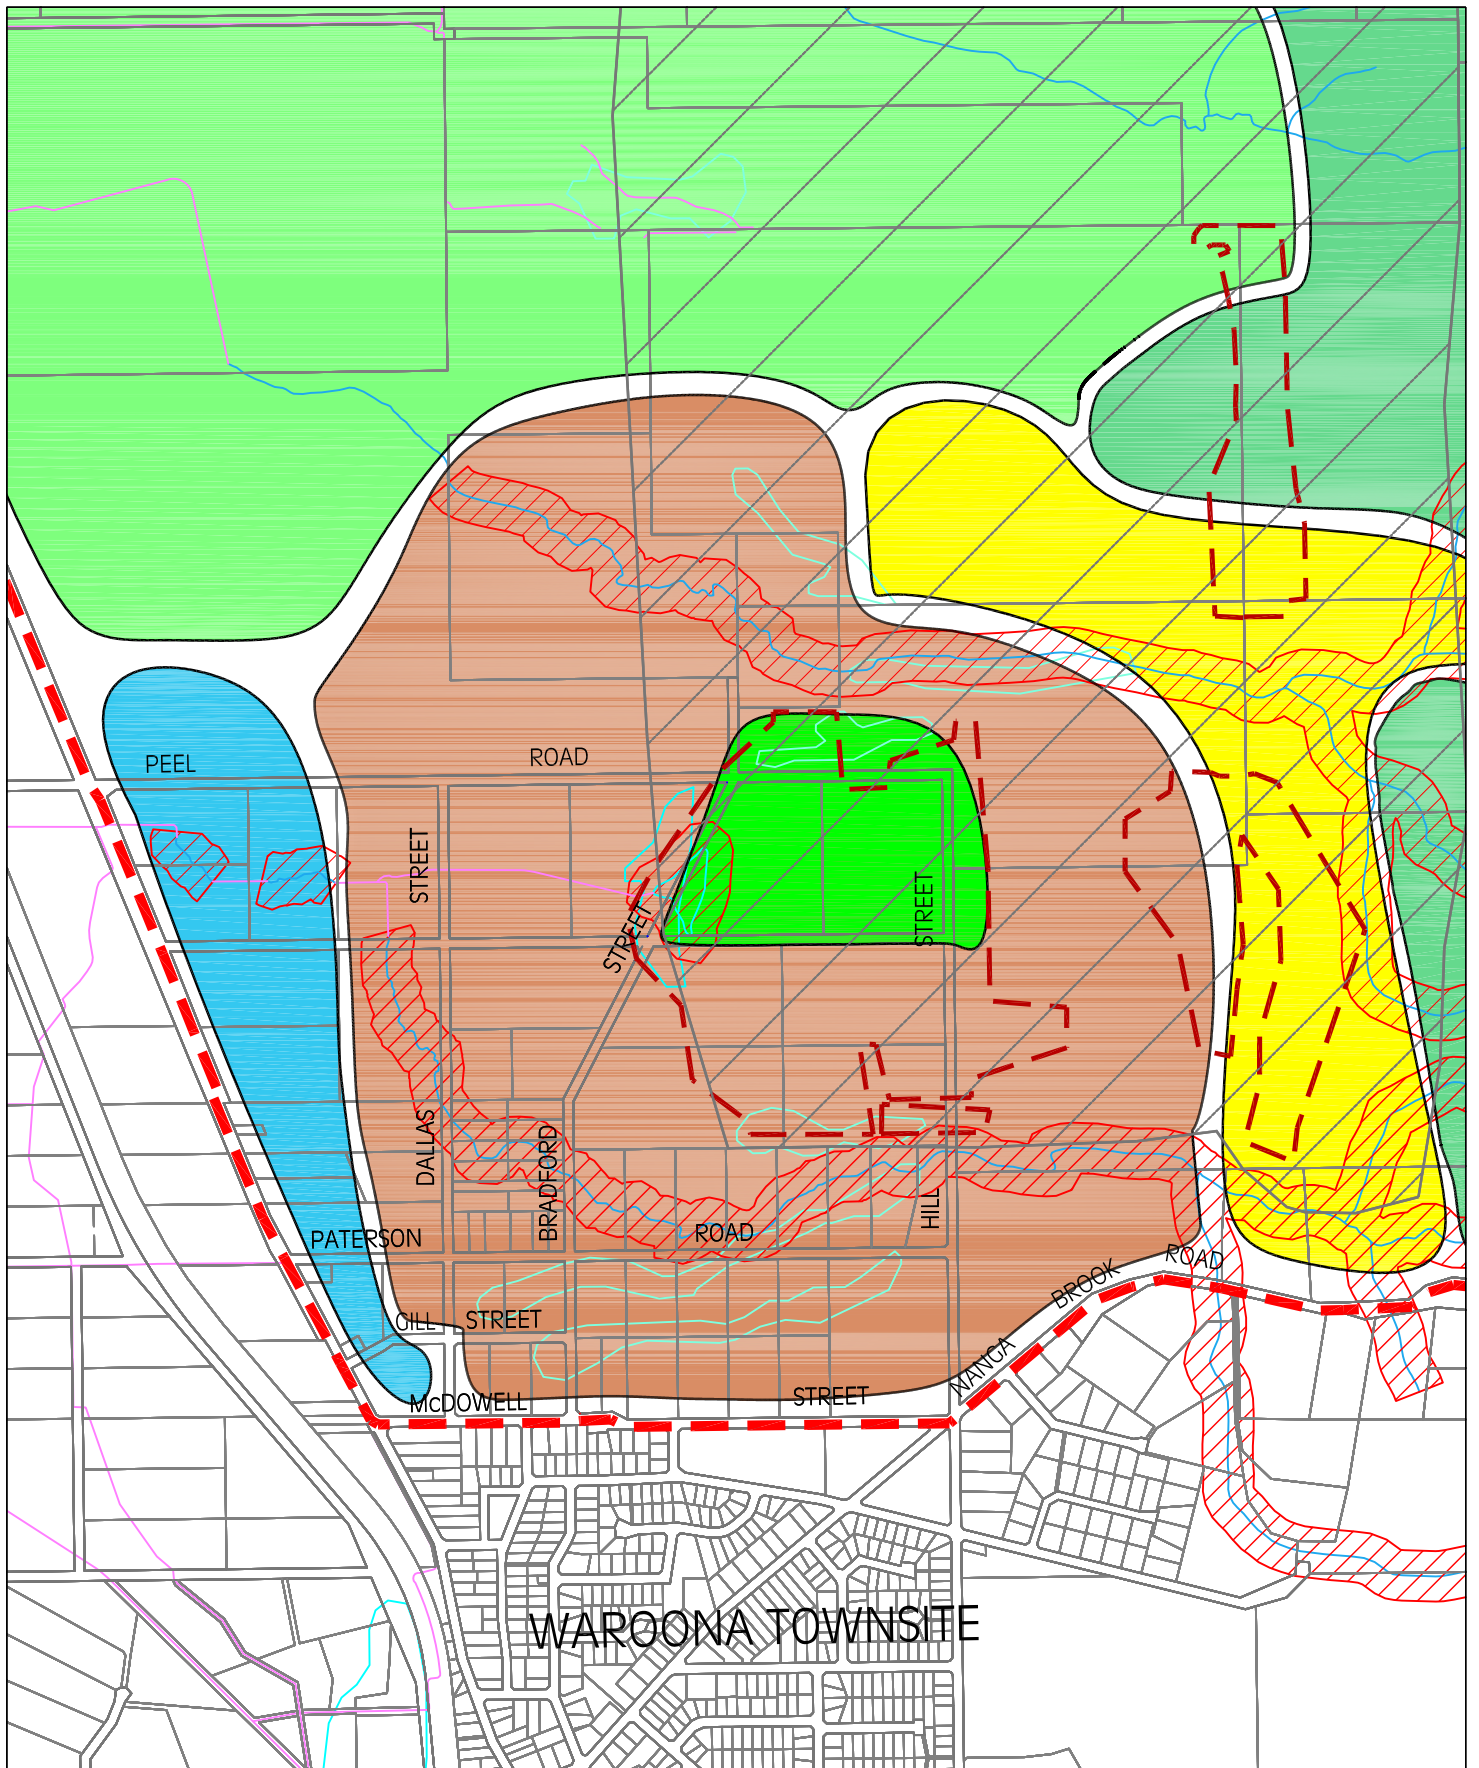 PEEL
ROAD
STREET
STREET
STREET
DALLAS
BRADFORD
HILL
PATERSON
ROAD
GILL STREET
NANGA BROOK ROAD
McDOWELL
STREET
WAROONA TOWNSITE